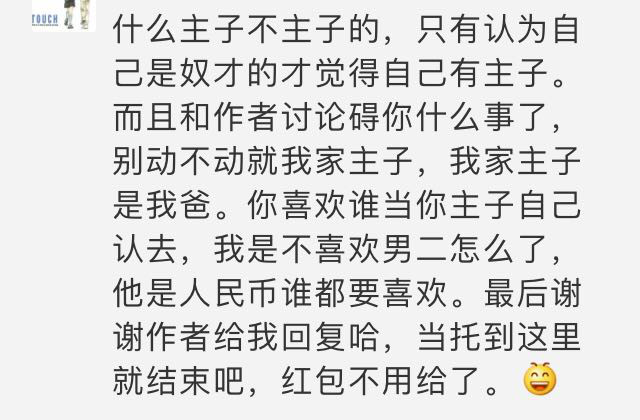 TOUCH
什么主子不主子的，只有认为自
己是奴才的才觉得自己有主子。
而且和作者讨论碍你什么事了，
别动不动就我家主子，我家主子
是我爸。你喜欢谁当你主子自己
认去，我是不喜欢男二怎么了，
他是人民币谁都要喜欢。最后谢
谢作者给我回复哈，当托到这里
就结束吧，红包不用给了。